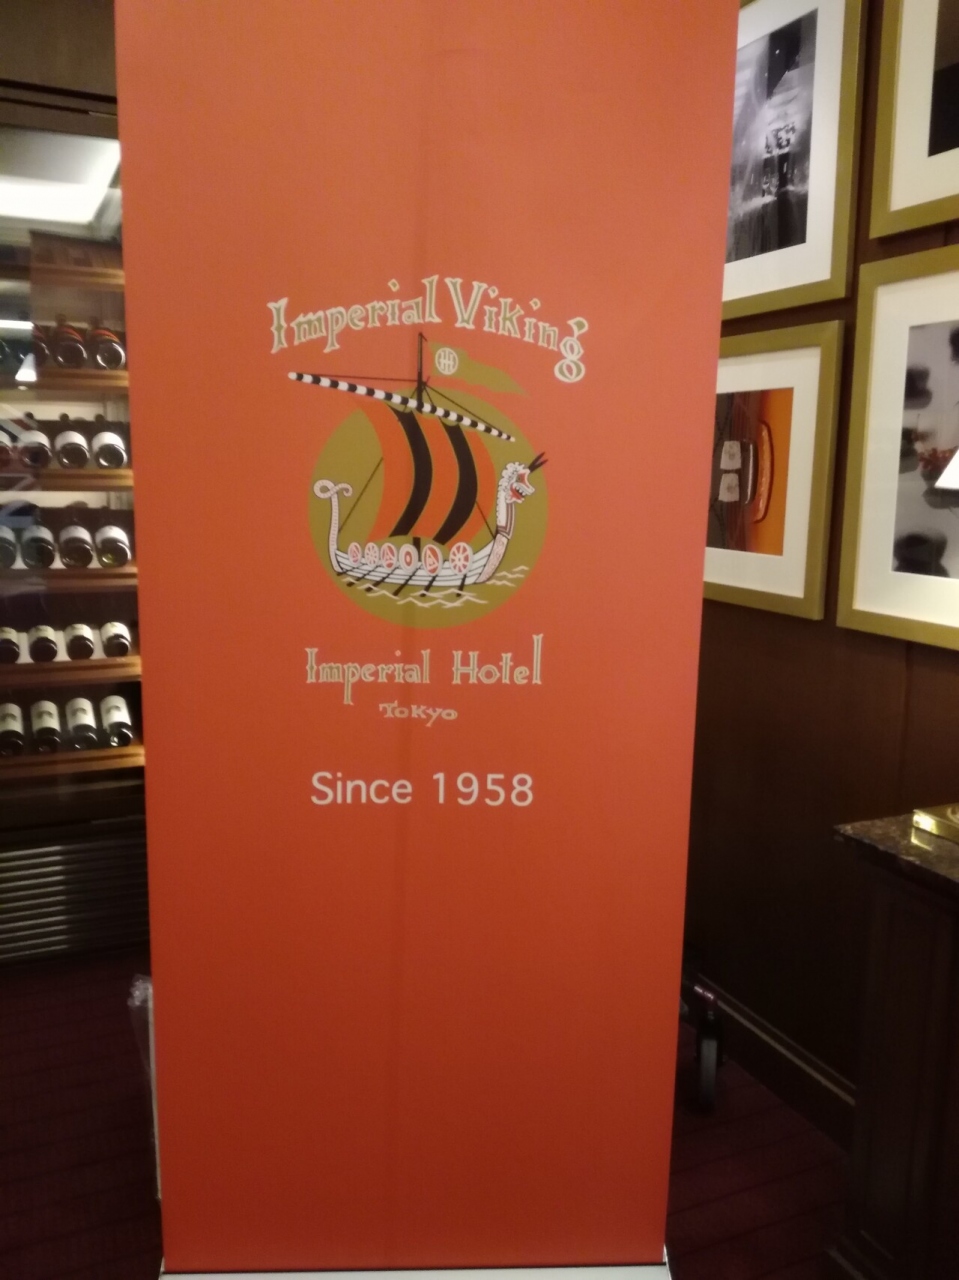 Imperial Viking
Imperial Hotel
Tokyo
Since 1958